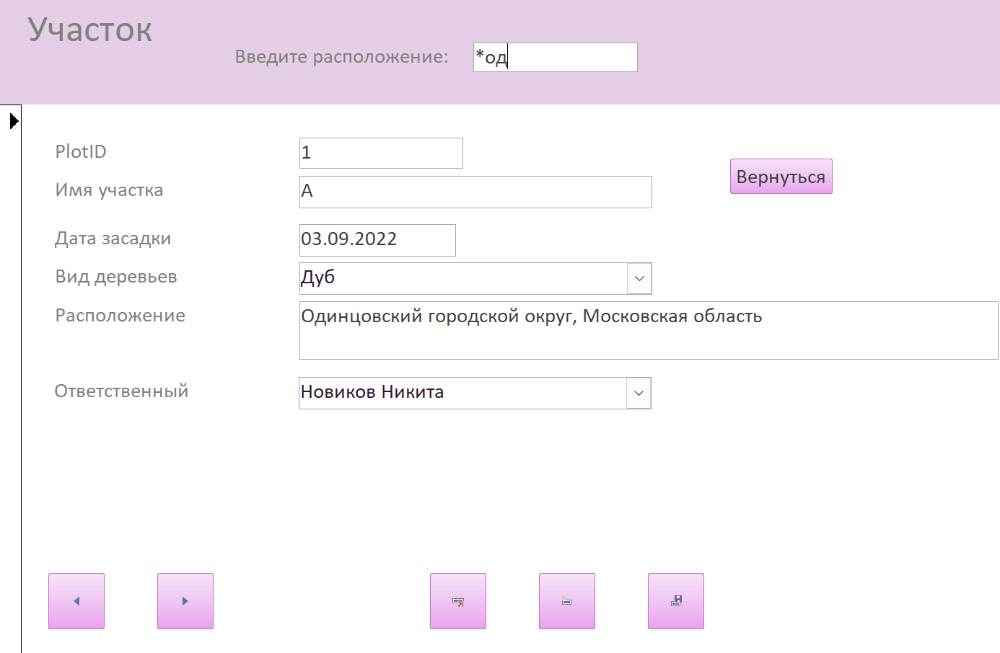 Участок
Введите расположение: *од
PlotID 1
Вернуться
Имя участка А
Дата засадки 03.09.2022
Вид деревьев Дуб
Расположение Одинцовский городской округ, Московская область
Ответственный Новиков Никита